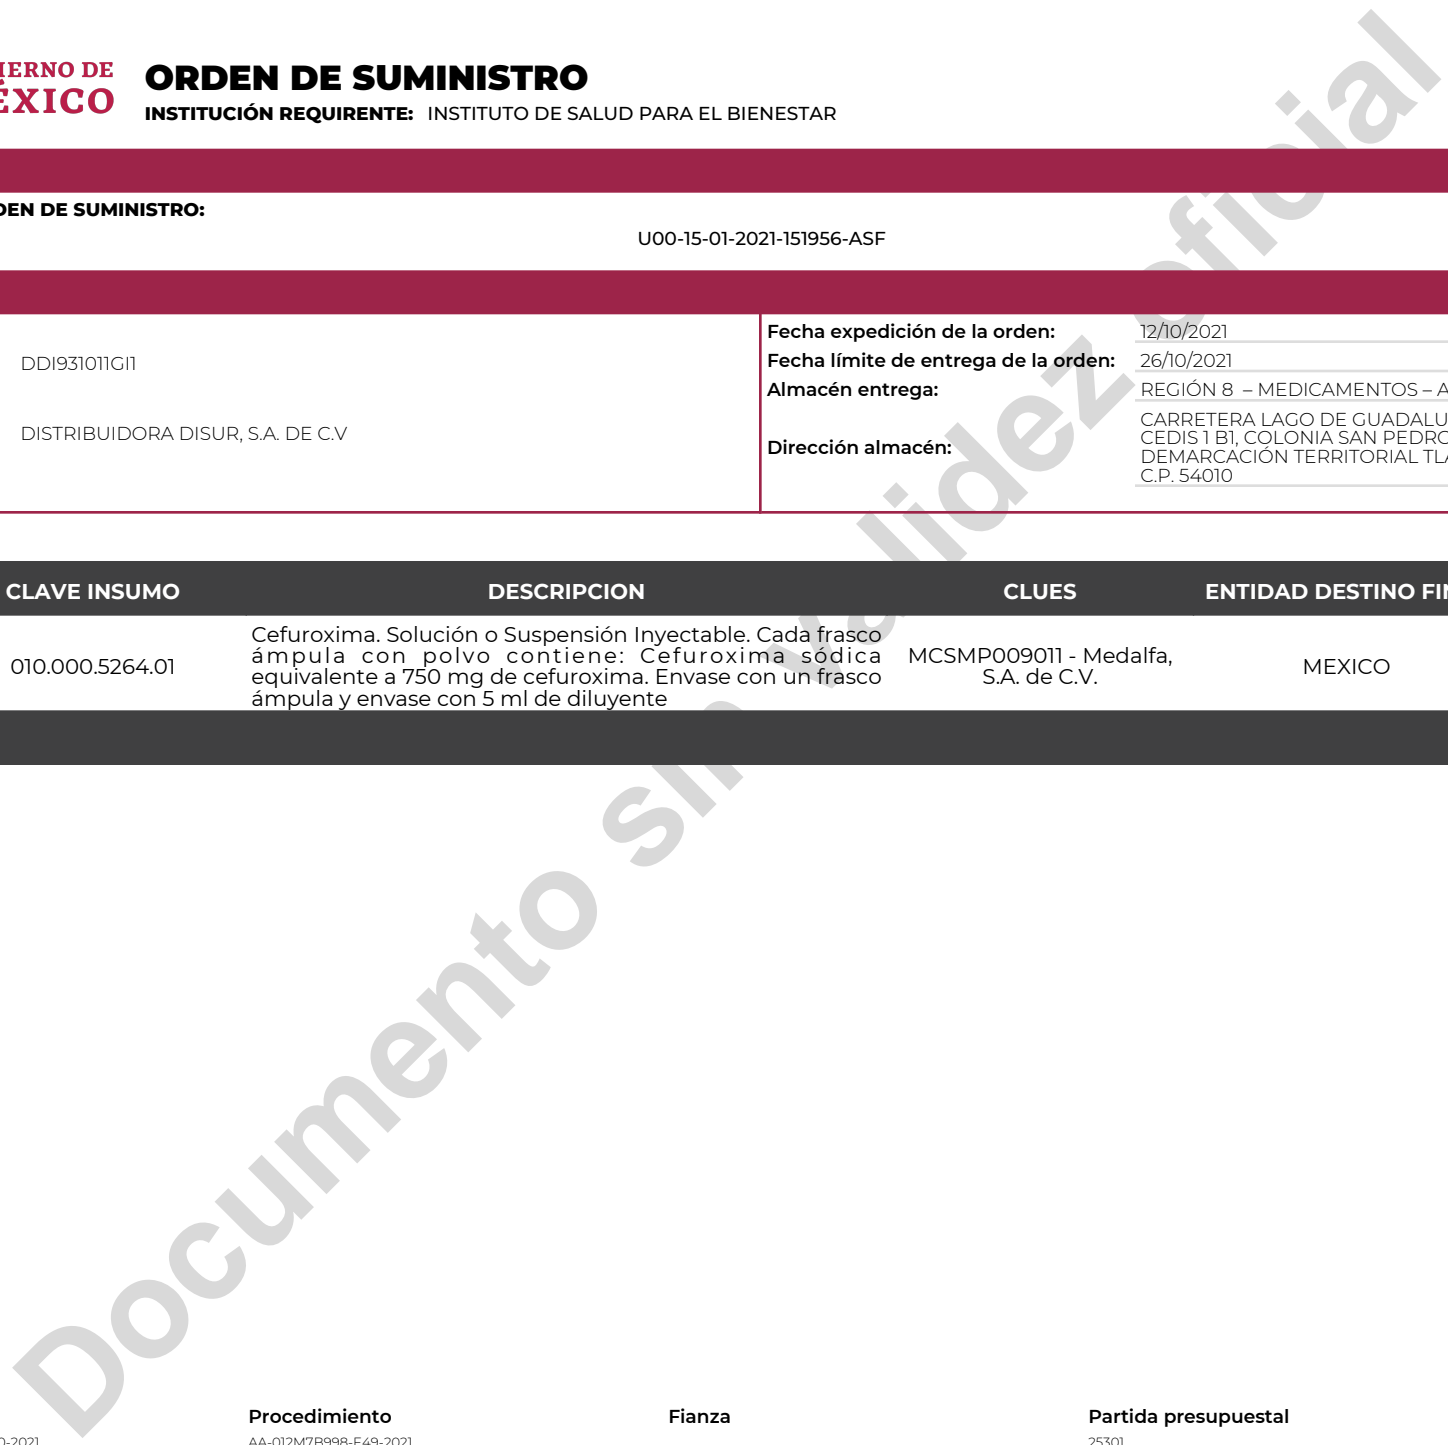 ORDEN DE SUMINISTRO
INSTITUCIÓN REQUIRENTE: INSTITUTO DE SALUD PARA EL BIENESTAR
DE
DE SUMINISTRO:
U00-15-01-2021-151956-ASF
DDI931011GI1
DISTRIBUIDORA DISUR, S.A. DE C.V
Fecha expedición de la orden: 12/10/2021
Fecha límite de entrega de la orden: 26/10/2021
Almacén entrega: REGIÓN 8 – MEDICAMENTOS –
Dirección almacén:
CARRETERA LAGO DE
CEDIS 1 B1, COLONIA SAN PEDRO
DEMARCACIÓN TERRITORIAL
C.P. 54010
CLAVE INSUMO DESCRIPCION CLUES ENTIDAD DESTINO
010.000.5264.01
Cefuroxima. Solución o Suspensión Inyectable. Cada frasco
ámpula con polvo contiene: Cefuroxima sódica
equivalente a 750 mg de cefuroxima. Envase con un frasco
ámpula y envase con 5 ml de diluyente
MCSMP009011 - Medalfa,
S.A. de C.V.
MEXICO
Documento sin validez oficial
Procedimiento Fianza Partida presupuestal
AA-012M7B998-E49-2021
25301